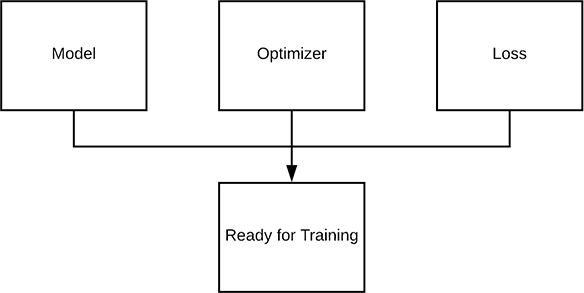 Model
Optimizer
Loss
Ready for Training